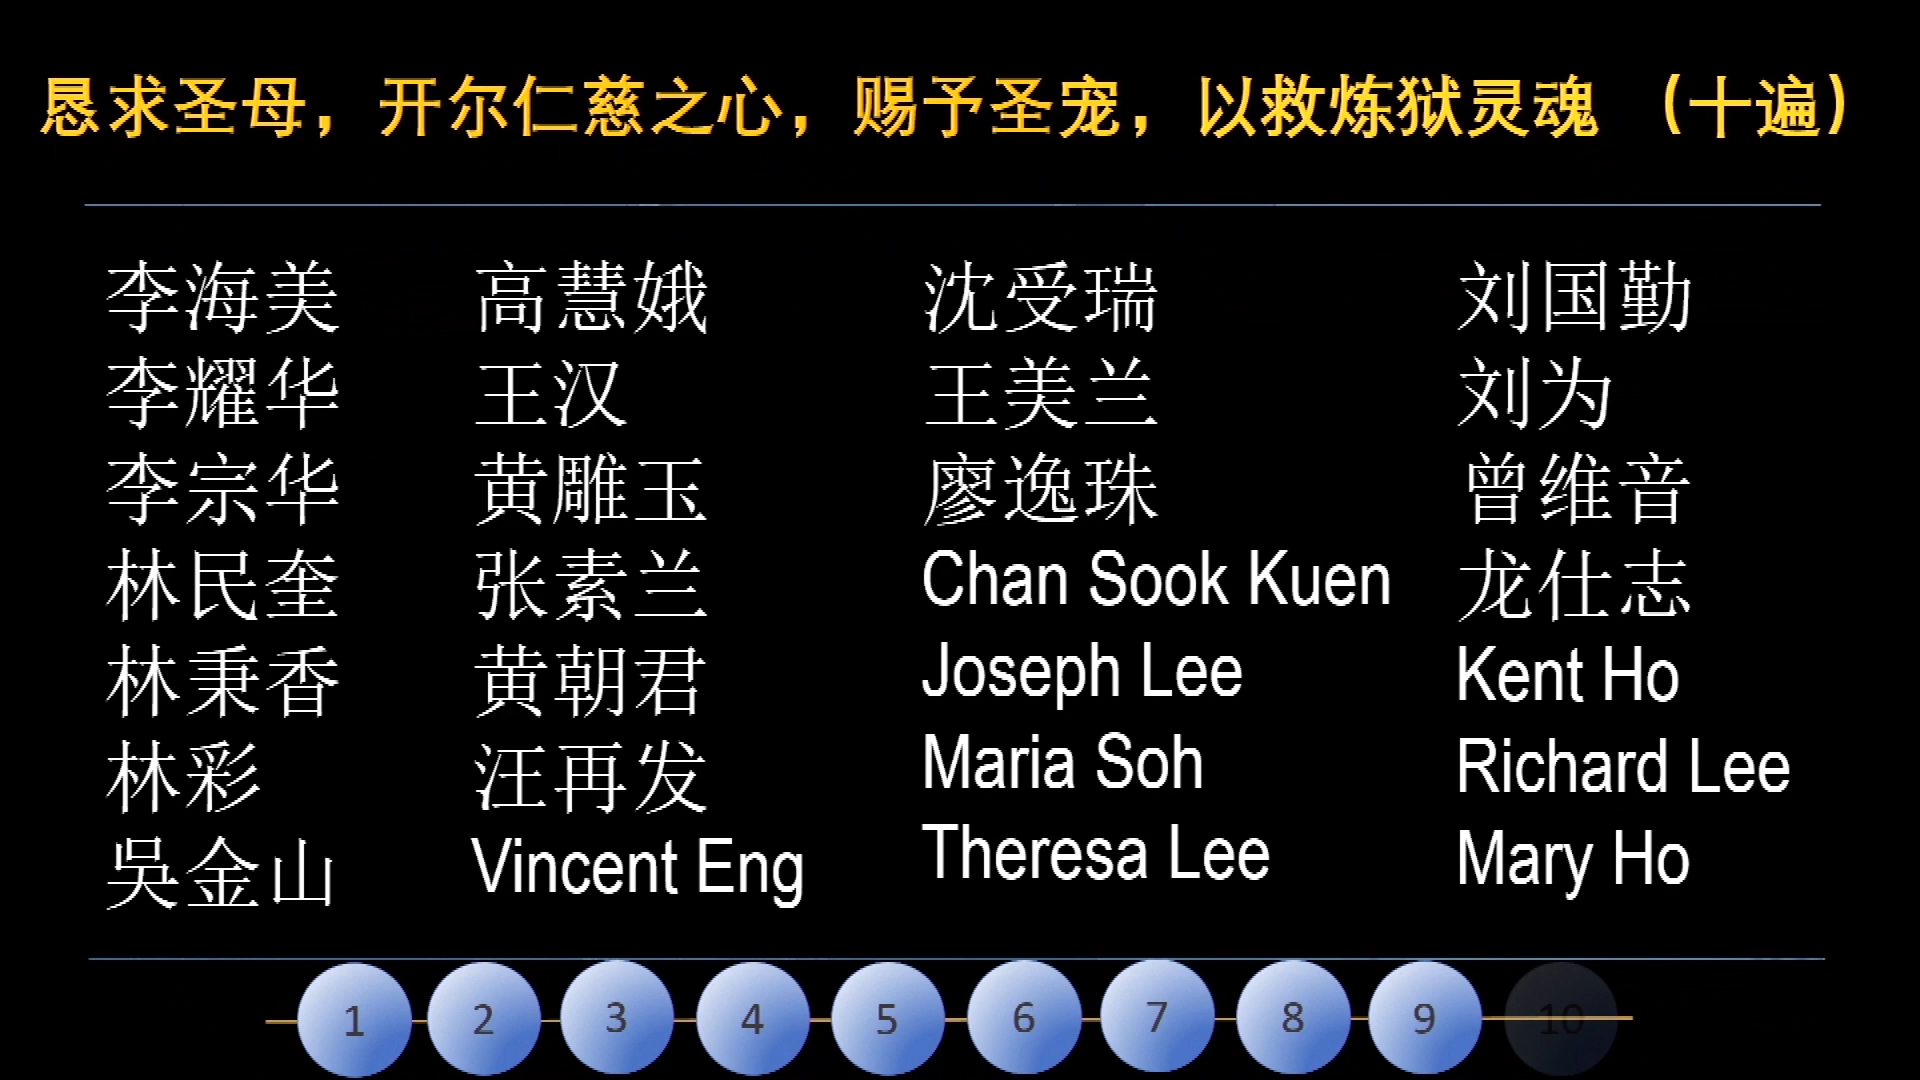 恳求圣母，开尔仁慈之心，赐予圣宠，以救炼狱灵魂 （十遍）
李海美
李耀华
李宗华
林民奎
林秉香
林彩
吳金山
高慧娥
王汉
黄雕玉
张素兰
黄朝君
汪再发
Vincent Eng
沈受瑞
王美兰
廖逸珠
Chan Sook Kuen
Joseph Lee
Maria Soh
Theresa Lee
刘国勤
刘为
曾维音
龙仕志
Kent Ho
Richard Lee
Mary Ho
1 2 3 4 5 6 7 8 9 10